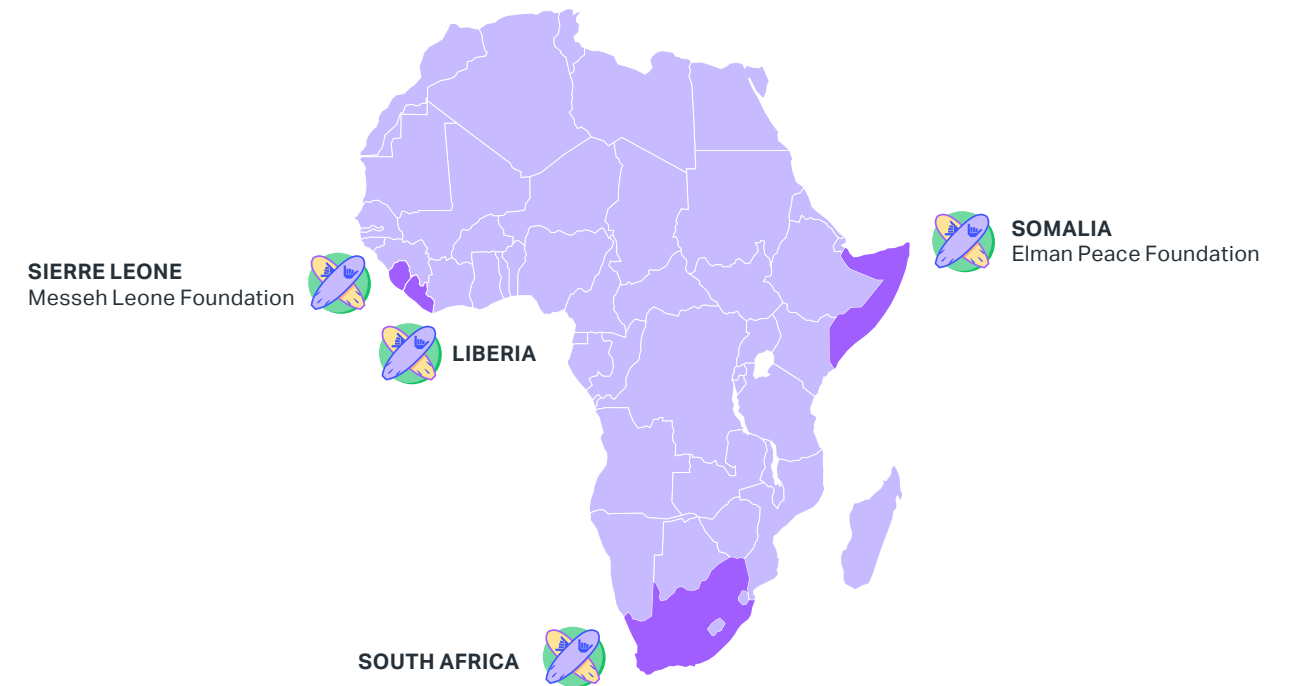 SOMALIA
Elman Peace Foundation
SIERRE LEONE
Messeh Leone Foundation
LIBERIA
SOUTH AFRICA